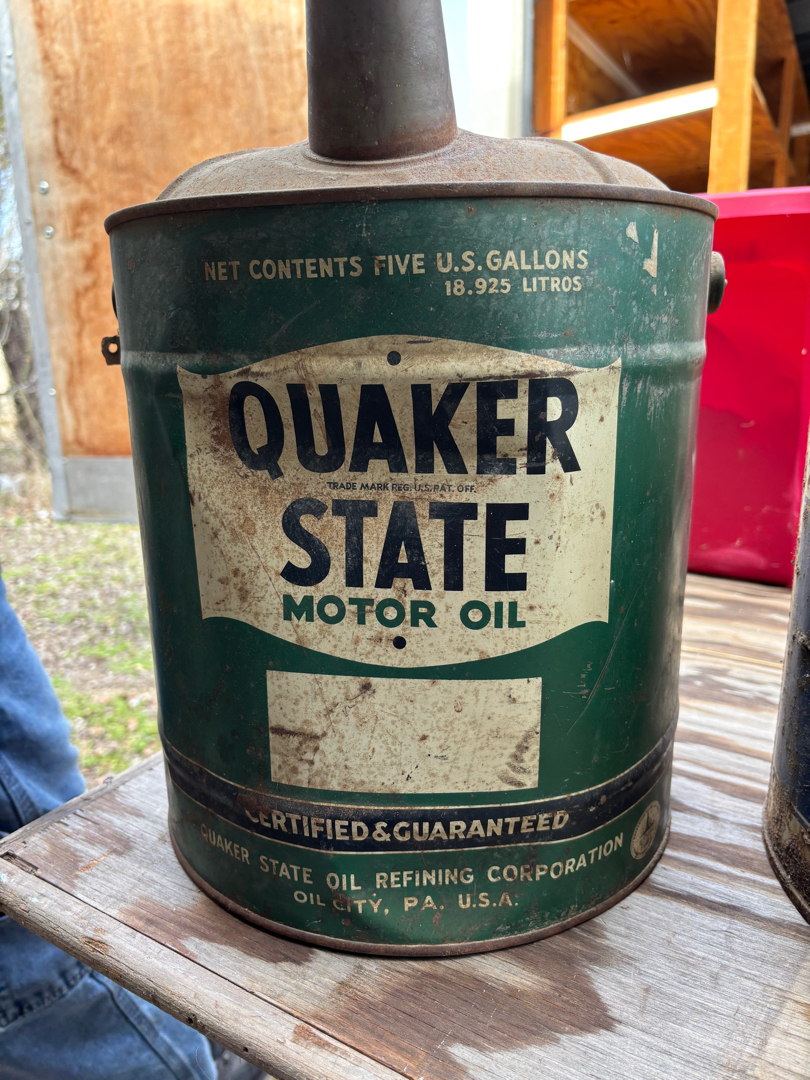 NET CONTENTS FIVE U.S. GALLONS
18.925 LITROS
QUAKER
TRADE MARK REG. U.S. PAT. OFF.
STATE
MOTOR OIL
CERTIFIED & GUARANTEED
QUAKER STATE OIL REFINING CORPORATION
OIL CITY, PA. U.S.A.